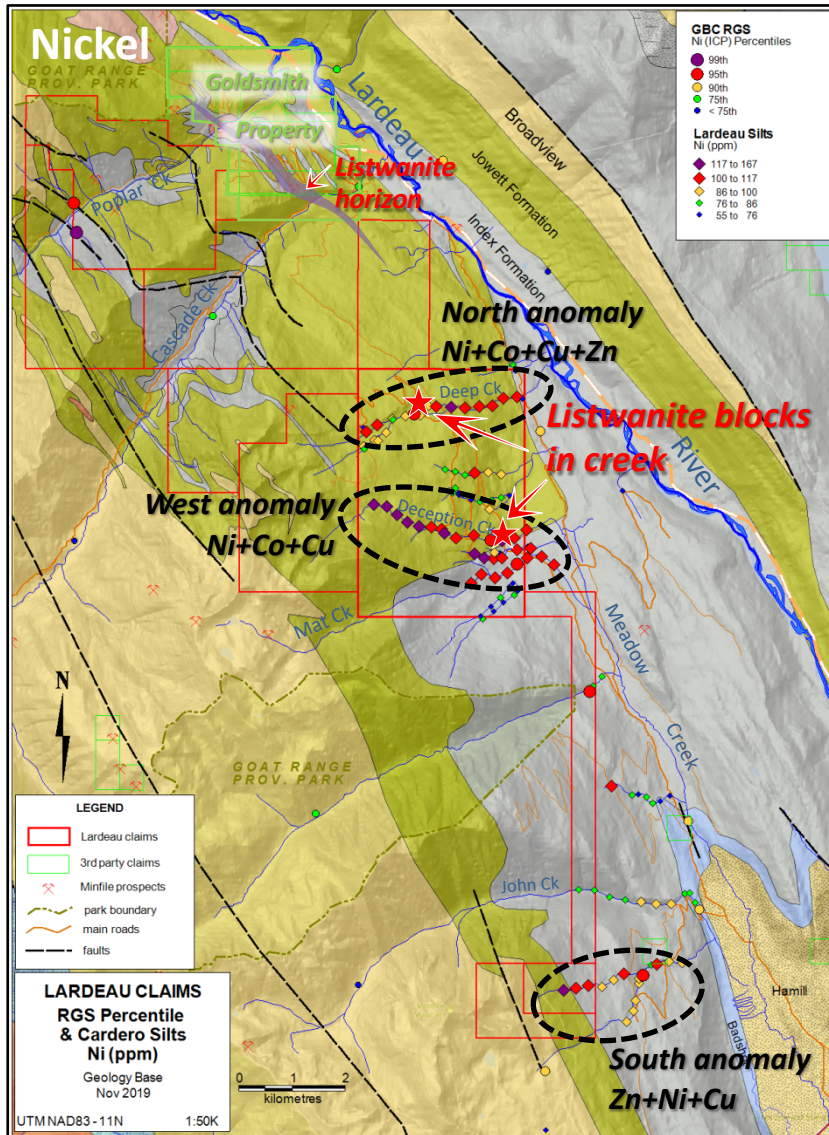 Nickel
GOAT RANGE
PROV. PARK
Goldsmith
Property
Lardeau
River
Listwanite
horizon
Poplar Ck
Cascade Ck
Broadview
Jowett Formation
Index Formation
GBC RGS
Ni (ICP) Percentiles
99th
95th
90th
75th
< 75th
Lardeau Silts
Ni (ppm)
117 to 167
100 to 117
86 to 100
76 to 86
55 to 76
North anomaly
Ni+Co+Cu+Zn
Deep Ck
Listwanite blocks
in creek
West anomaly
Ni+Co+Cu
Deception Ck
Mat Ck
Meadow
Creek
N
GOAT RANGE
PROV. PARK
LEGEND
Lardeau claims
3rd party claims
Minfile prospects
park boundary
main roads
faults
John Ck
Hamill
South anomaly
Zn+Ni+Cu
LARDEAU CLAIMS
RGS Percentile
& Cardero Silts
Ni (ppm)
Geology Base
Nov 2019
UTM NAD83 - 11N 1:50K
0 1 2
kilometres